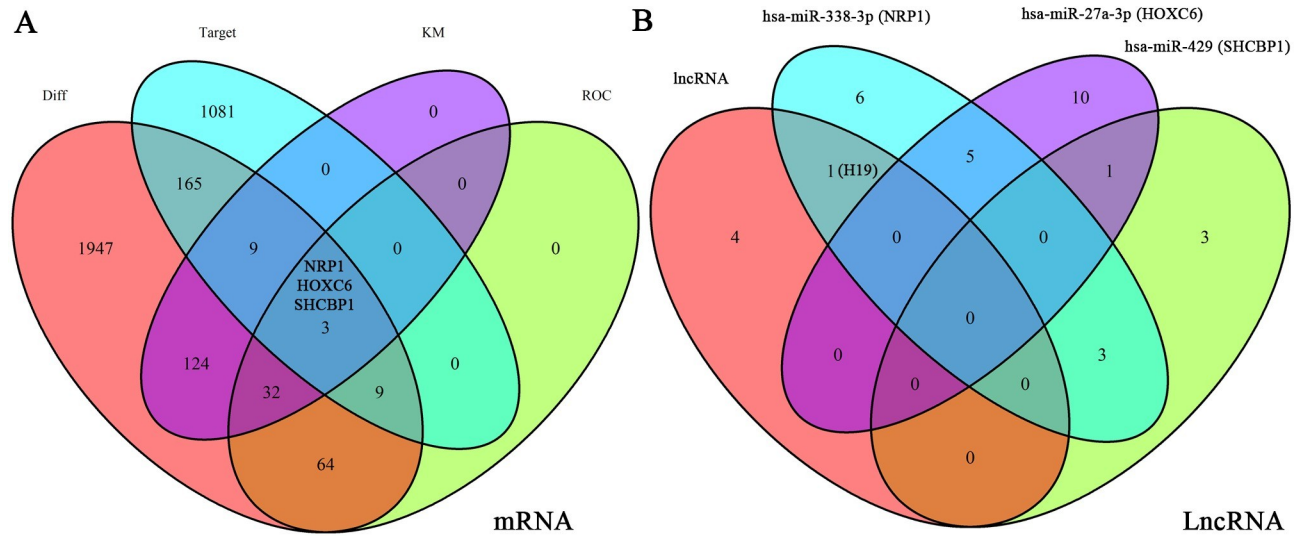 A
Target
KM
Diff
ROC
1081
0
165
0
0
1947
9
0
0
NRP1
HOXC6
SHCBP1
3
124
32
9
0
64
mRNA
B
hsa-miR-338-3p (NRP1)
hsa-miR-27a-3p (HOXC6)
hsa-miR-429 (SHCBP1)
lncRNA
6
10
5
1 (H19)
1
4
0
0
3
0
0
3
0
0
0
LncRNA